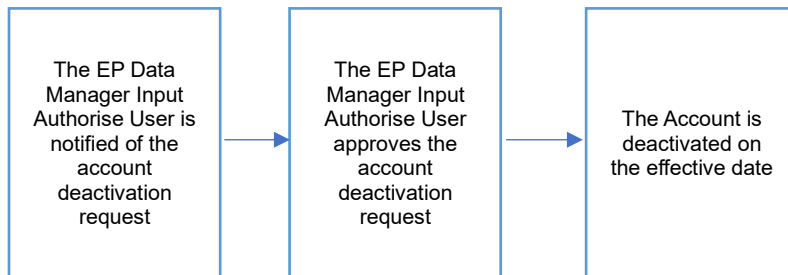 The EP Data
Manager Input
Authorise User is
notified of the
account
deactivation
request
The EP Data
Manager Input
Authorise User
approves the
account
deactivation
request
The Account is
deactivated on
the effective date